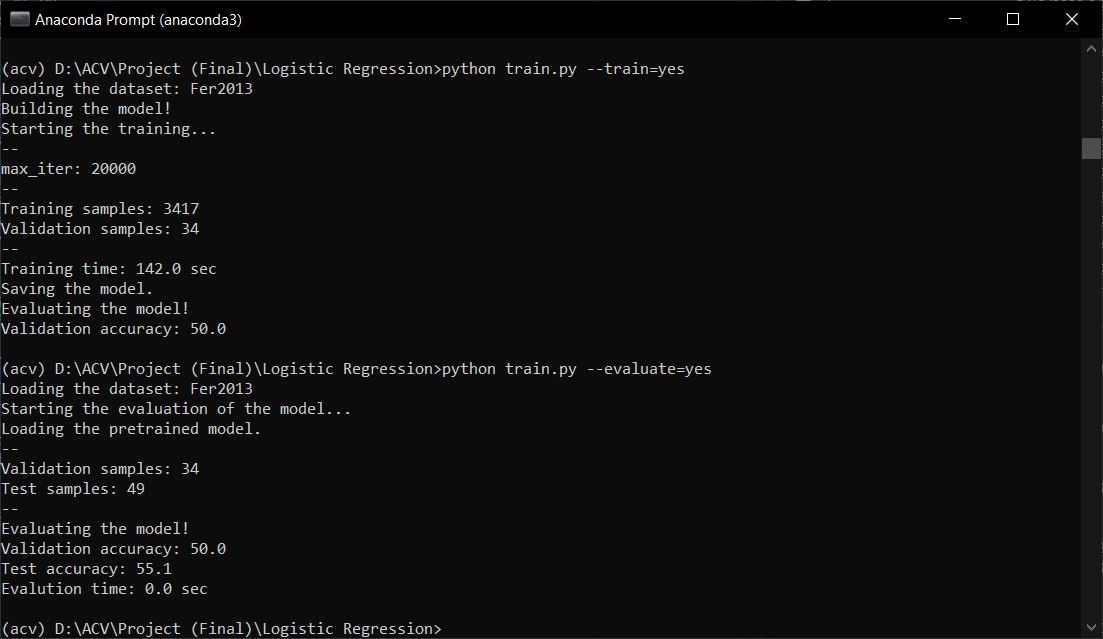 Anaconda Prompt (anaconda3)
(acv) D:\ACV\Project (Final)\Logistic Regression>python train.py --train=yes
Loading the dataset: Fer2013
Building the model!
Starting the training...
--
max_iter: 20000
--
Training samples: 3417
Validation samples: 34
--
Training time: 142.0 sec
Saving the model.
Evaluating the model!
Validation accuracy: 50.0
(acv) D:\ACV\Project (Final)\Logistic Regression>python train.py --evaluate=yes
Loading the dataset: Fer2013
Starting the evaluation of the model...
Loading the pretrained model.
--
Validation samples: 34
Test samples: 49
--
Evaluating the model!
Validation accuracy: 50.0
Test accuracy: 55.1
Evalution time: 0.0 sec
(acv) D:\ACV\Project (Final)\Logistic Regression>